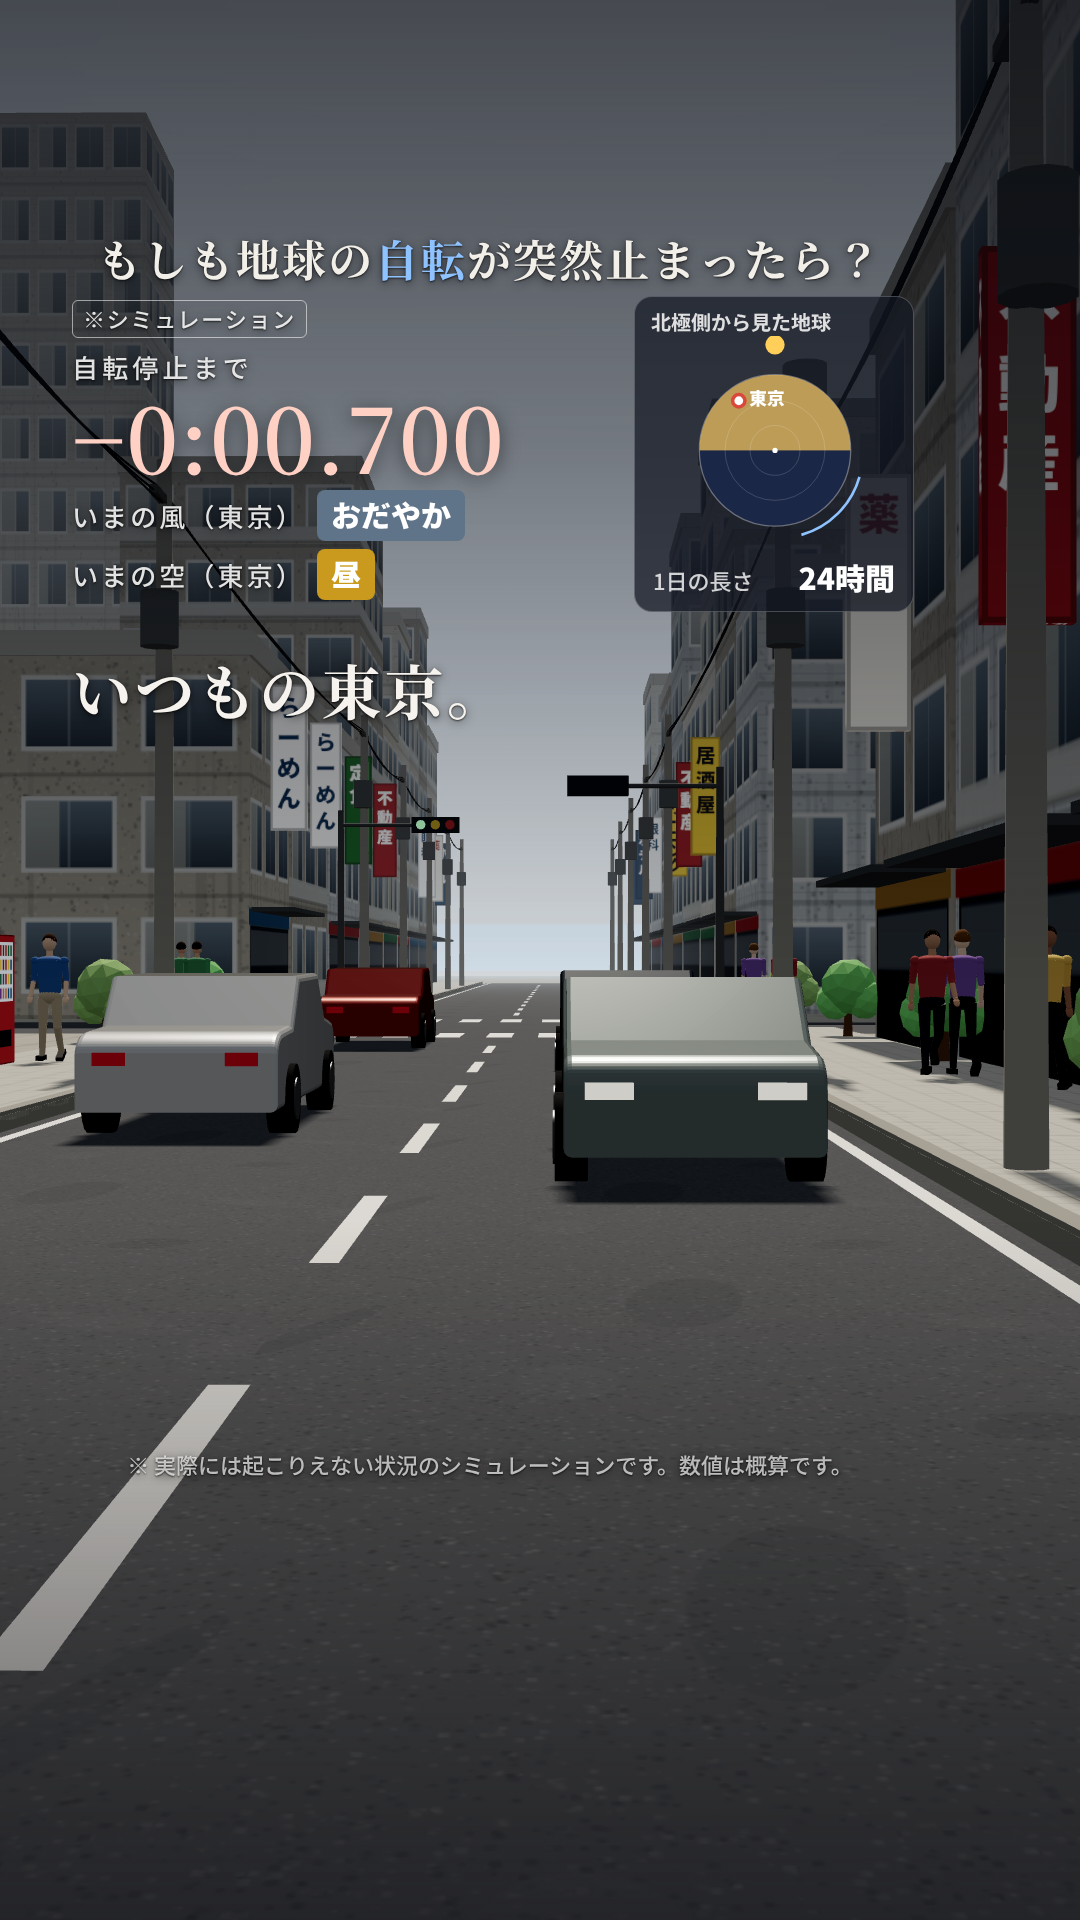 もしも地球の自転が突然止まったら？
※シミュレーション
自転停止まで
−0:00.700
いまの風（東京） おだやか
いまの空（東京） 昼
北極側から見た地球
東京
1日の長さ 24時間
いつもの東京。
らーめん
らーめん
不動産
居酒屋
薬
動産
※ 実際には起こりえない状況のシミュレーションです。数値は概算です。